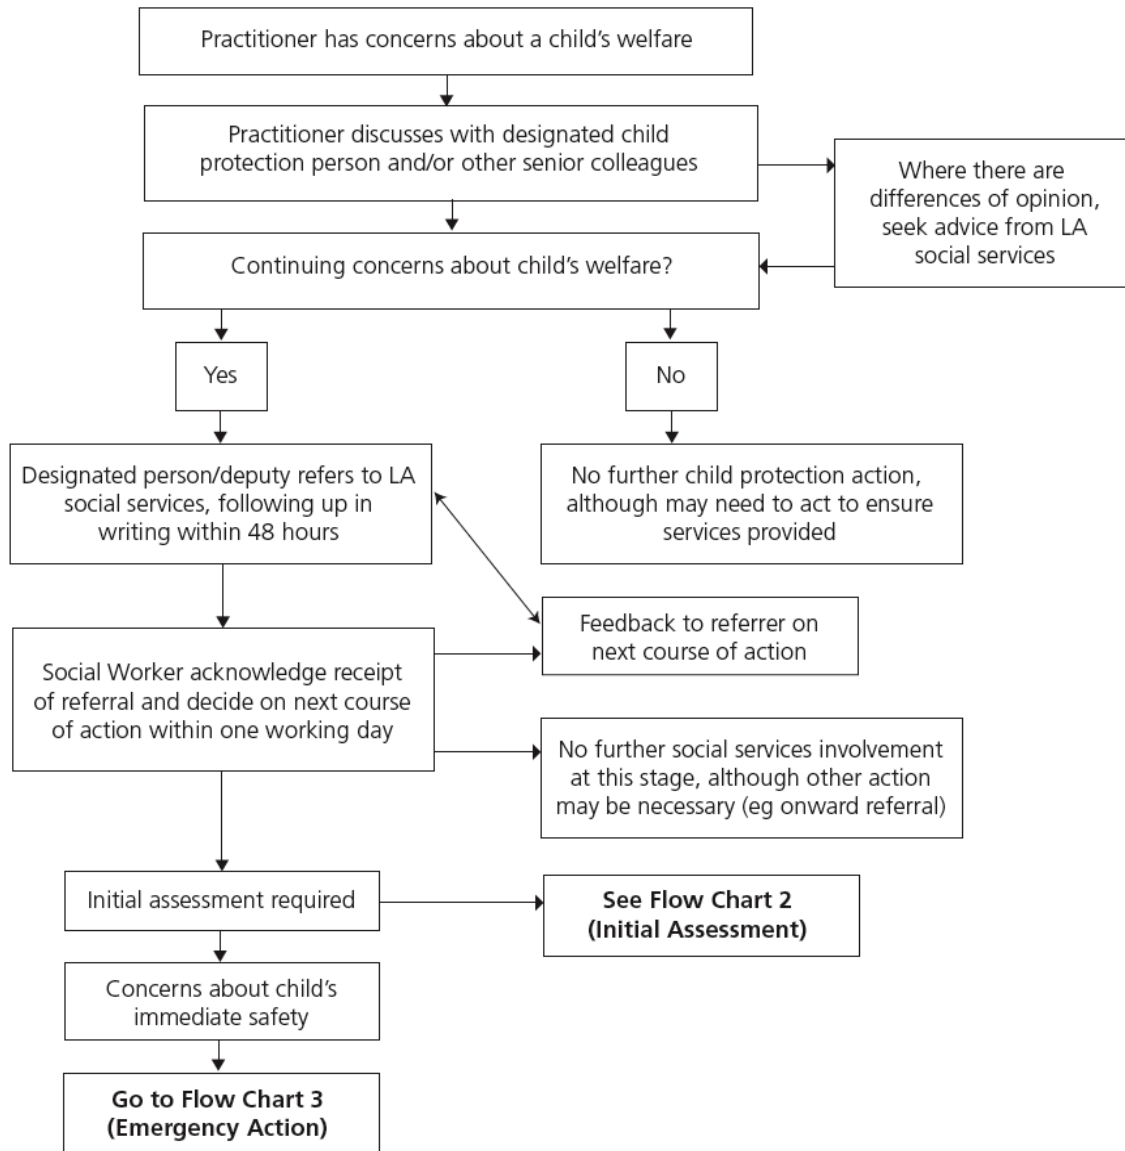 Practitioner has concerns about a child's welfare
Practitioner discusses with designated child
protection person and/or other senior colleagues
Where there are
differences of opinion,
seek advice from LA
social services
Continuing concerns about child's welfare?
Yes
No
Designated person/deputy refers to LA
social services, following up in
writing within 48 hours
No further child protection action,
although may need to act to ensure
services provided
Feedback to referrer on
next course of action
Social Worker acknowledge receipt
of referral and decide on next course
of action within one working day
No further social services involvement
at this stage, although other action
may be necessary (eg onward referral)
Initial assessment required
See Flow Chart 2
(Initial Assessment)
Concerns about child's
immediate safety
Go to Flow Chart 3
(Emergency Action)